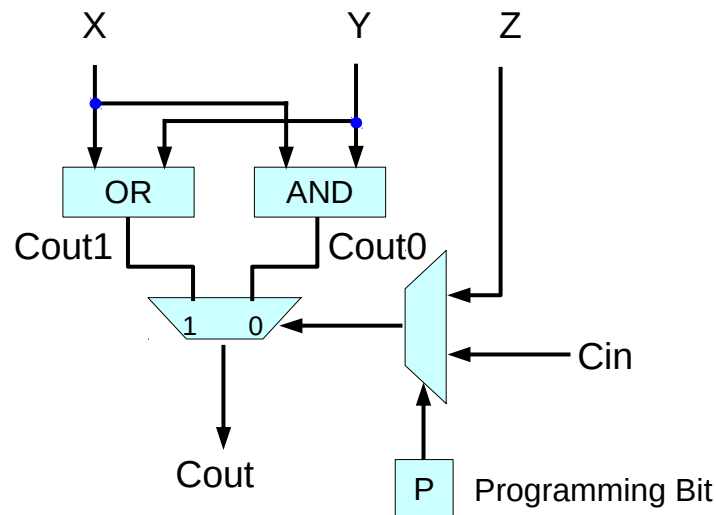 X
Y
Z
OR
AND
Cout1
Cout0
1
0
Cin
Cout
P
Programming Bit